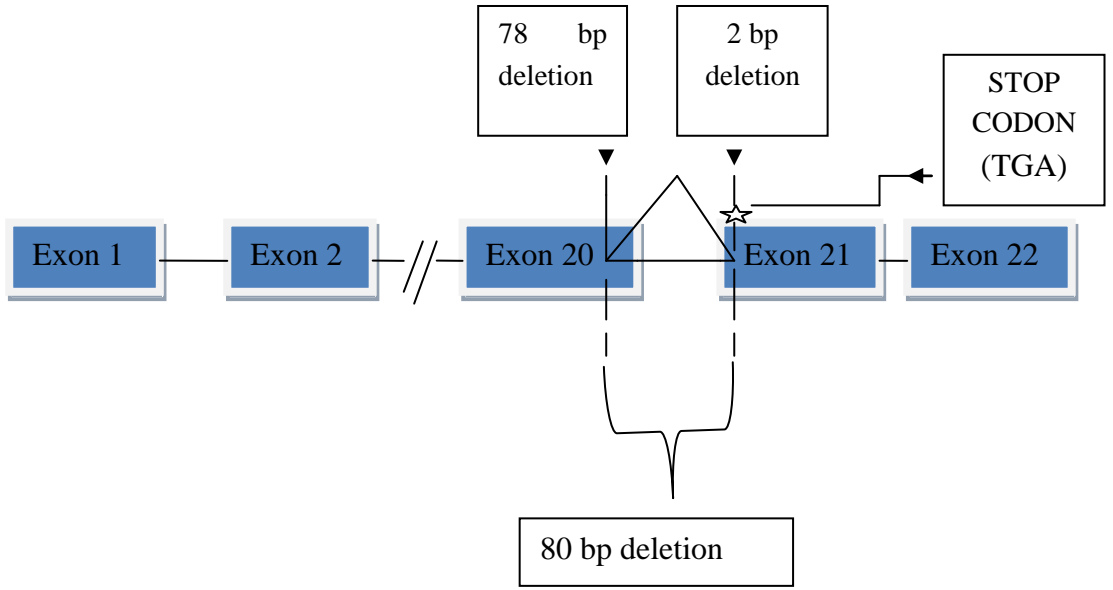 78 bp
deletion
2 bp
deletion
STOP
CODON
(TGA)
Exon 1
Exon 2
Exon 20
Exon 21
Exon 22
80 bp deletion